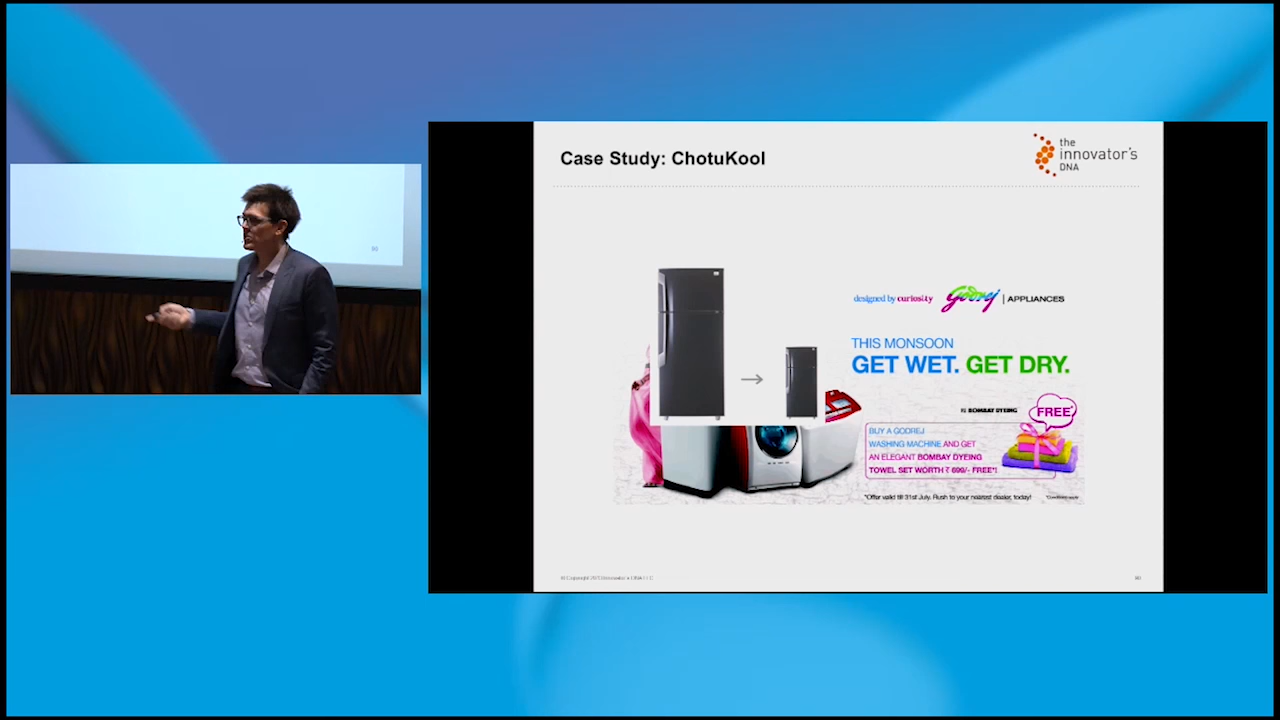 Case Study: ChotuKool
the
innovator's
DNA
designed by curiosity
Godrej | APPLIANCES
THIS MONSOON
GET WET. GET DRY.
BOMBAY DYEING
FREE*
BUY A GODREJ
WASHING MACHINE AND GET
AN ELEGANT BOMBAY DYEING
TOWEL SET WORTH ₹ 699/- FREE*!
*Offer valid till 31st July. Rush to your nearest dealer, today!